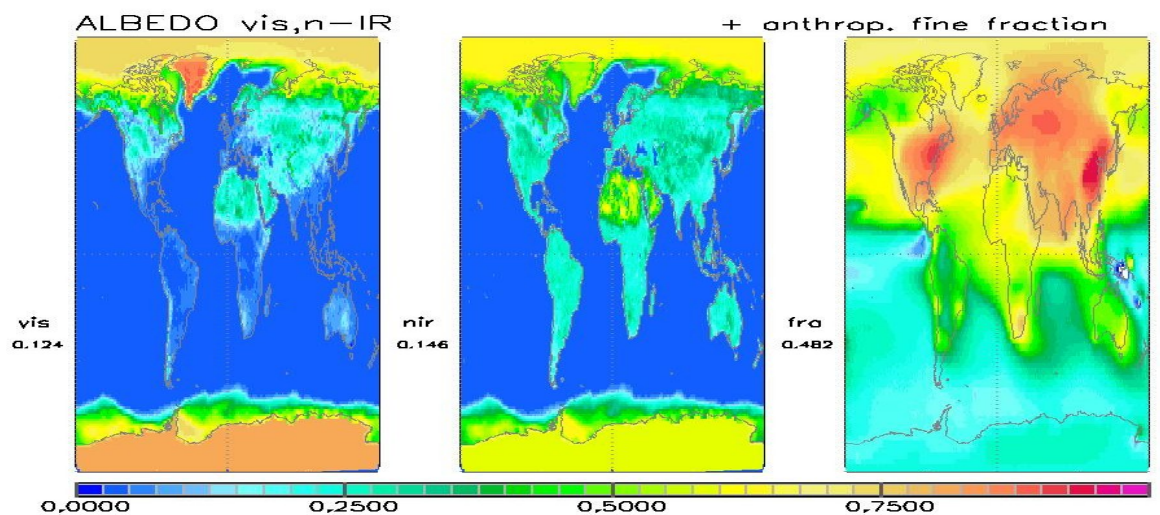 ALBEDO vis,n-IR + anthrop. fine fraction
vis nir fra
0,124 0,146 0,482
0,0000 0,2500 0,5000 0,7500